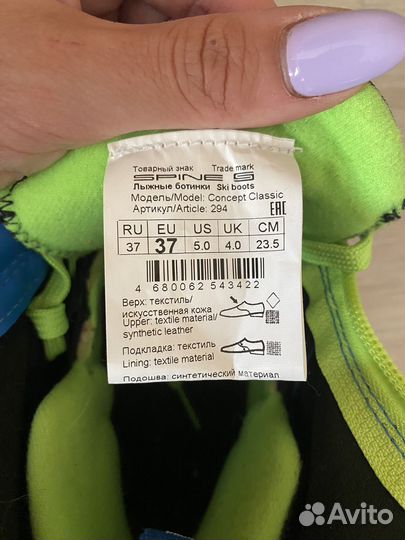 Товарный знак Trade mark
SPINE
Лыжные ботинки Ski boots
Модель/Model: Concept Classic
Артикул/Article: 294
EAC
RU EU US UK CM
37 37 5.0 4.0 23.5
4 680062 543422
Верх: текстиль/
искусственная кожа
Upper: textile material/
synthetic leather
Подкладка: текстиль
Lining: textile material
Подошва: синтетический материал
Avito